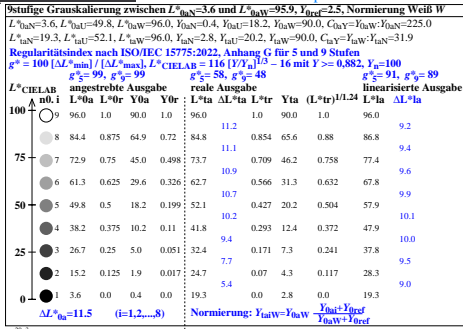 9stufige Grauskalierung zwischen L*0aN=3.6 und L*0aW=95.9, Y0ref=2.5, Normierung Weiß W
L*0aN=3.6, L*0aU=49.8, L*0aW=96.0, Y0aN=0.4, Y0aU=18.2, Y0aW=90.0, C0aY=Y0aW:Y0aN=225.0
L*taN=19.3, L*taU=52.1, L*taW=96.0, YtaN=2.8, YtaU=20.2, YtaW=90.0, CtaY=YtaW:YtaN=31.9
Regularitätsindex nach ISO/IEC 15775:2022, Anhang G für 5 und 9 Stufen
g* = 100 [ΔL*min] / [ΔL*max], L*CIELAB = 116 [Y/Yn]1/3 – 16 mit Y >= 0,882, Yn=100
g*5= 99, g*9= 99 g*5= 58, g*9= 48 g*5= 91, g*9= 89
L*CIELAB angestrebte Ausgabe reale Ausgabe linearisierte Ausgabe
n0. i L*0a L*0r Y0a Y0r L*ta ΔL*ta L*tr Yta (L*tr)1/1.24 L*la ΔL*la
100 9 96.0 1.0 90.0 1.0 96.0 1.0 90.0 1.0 96.0
11.2 9.2
8 84.4 0.875 64.9 0.72 84.8 0.854 65.6 0.88 86.8
11.1 9.4
75 7 72.9 0.75 45.0 0.498 73.7 0.709 46.2 0.758 77.4
10.9 9.6
6 61.3 0.625 29.6 0.326 62.7 0.566 31.3 0.632 67.8
10.7 9.9
50 5 49.8 0.5 18.2 0.199 52.1 0.427 20.2 0.504 57.9
10.2 10.1
4 38.2 0.375 10.2 0.11 41.8 0.293 12.4 0.372 47.9
9.4 10.0
25 3 26.7 0.25 5.0 0.051 32.4 0.171 7.3 0.241 37.8
7.7 9.5
2 15.2 0.125 1.9 0.017 24.7 0.07 4.3 0.117 28.3
5.4 9.0
0 1 3.6 0.0 0.4 0.0 19.3 0.0 2.8 0.0 19.3
ΔL*0a=11.5 (i=1,2,...,8) Normierung: YtaiW=Y0aW Y0ai+Y0ref
Y0aW+Y0ref